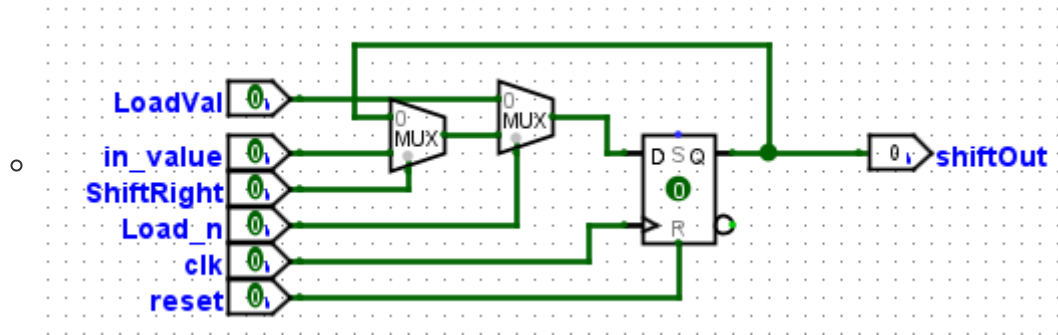 LoadVal 0
0 MUX
0 MUX
in_value 0
D S Q
0 shiftOut
ShiftRight 0
0
Load_n 0
R
clk 0
reset 0